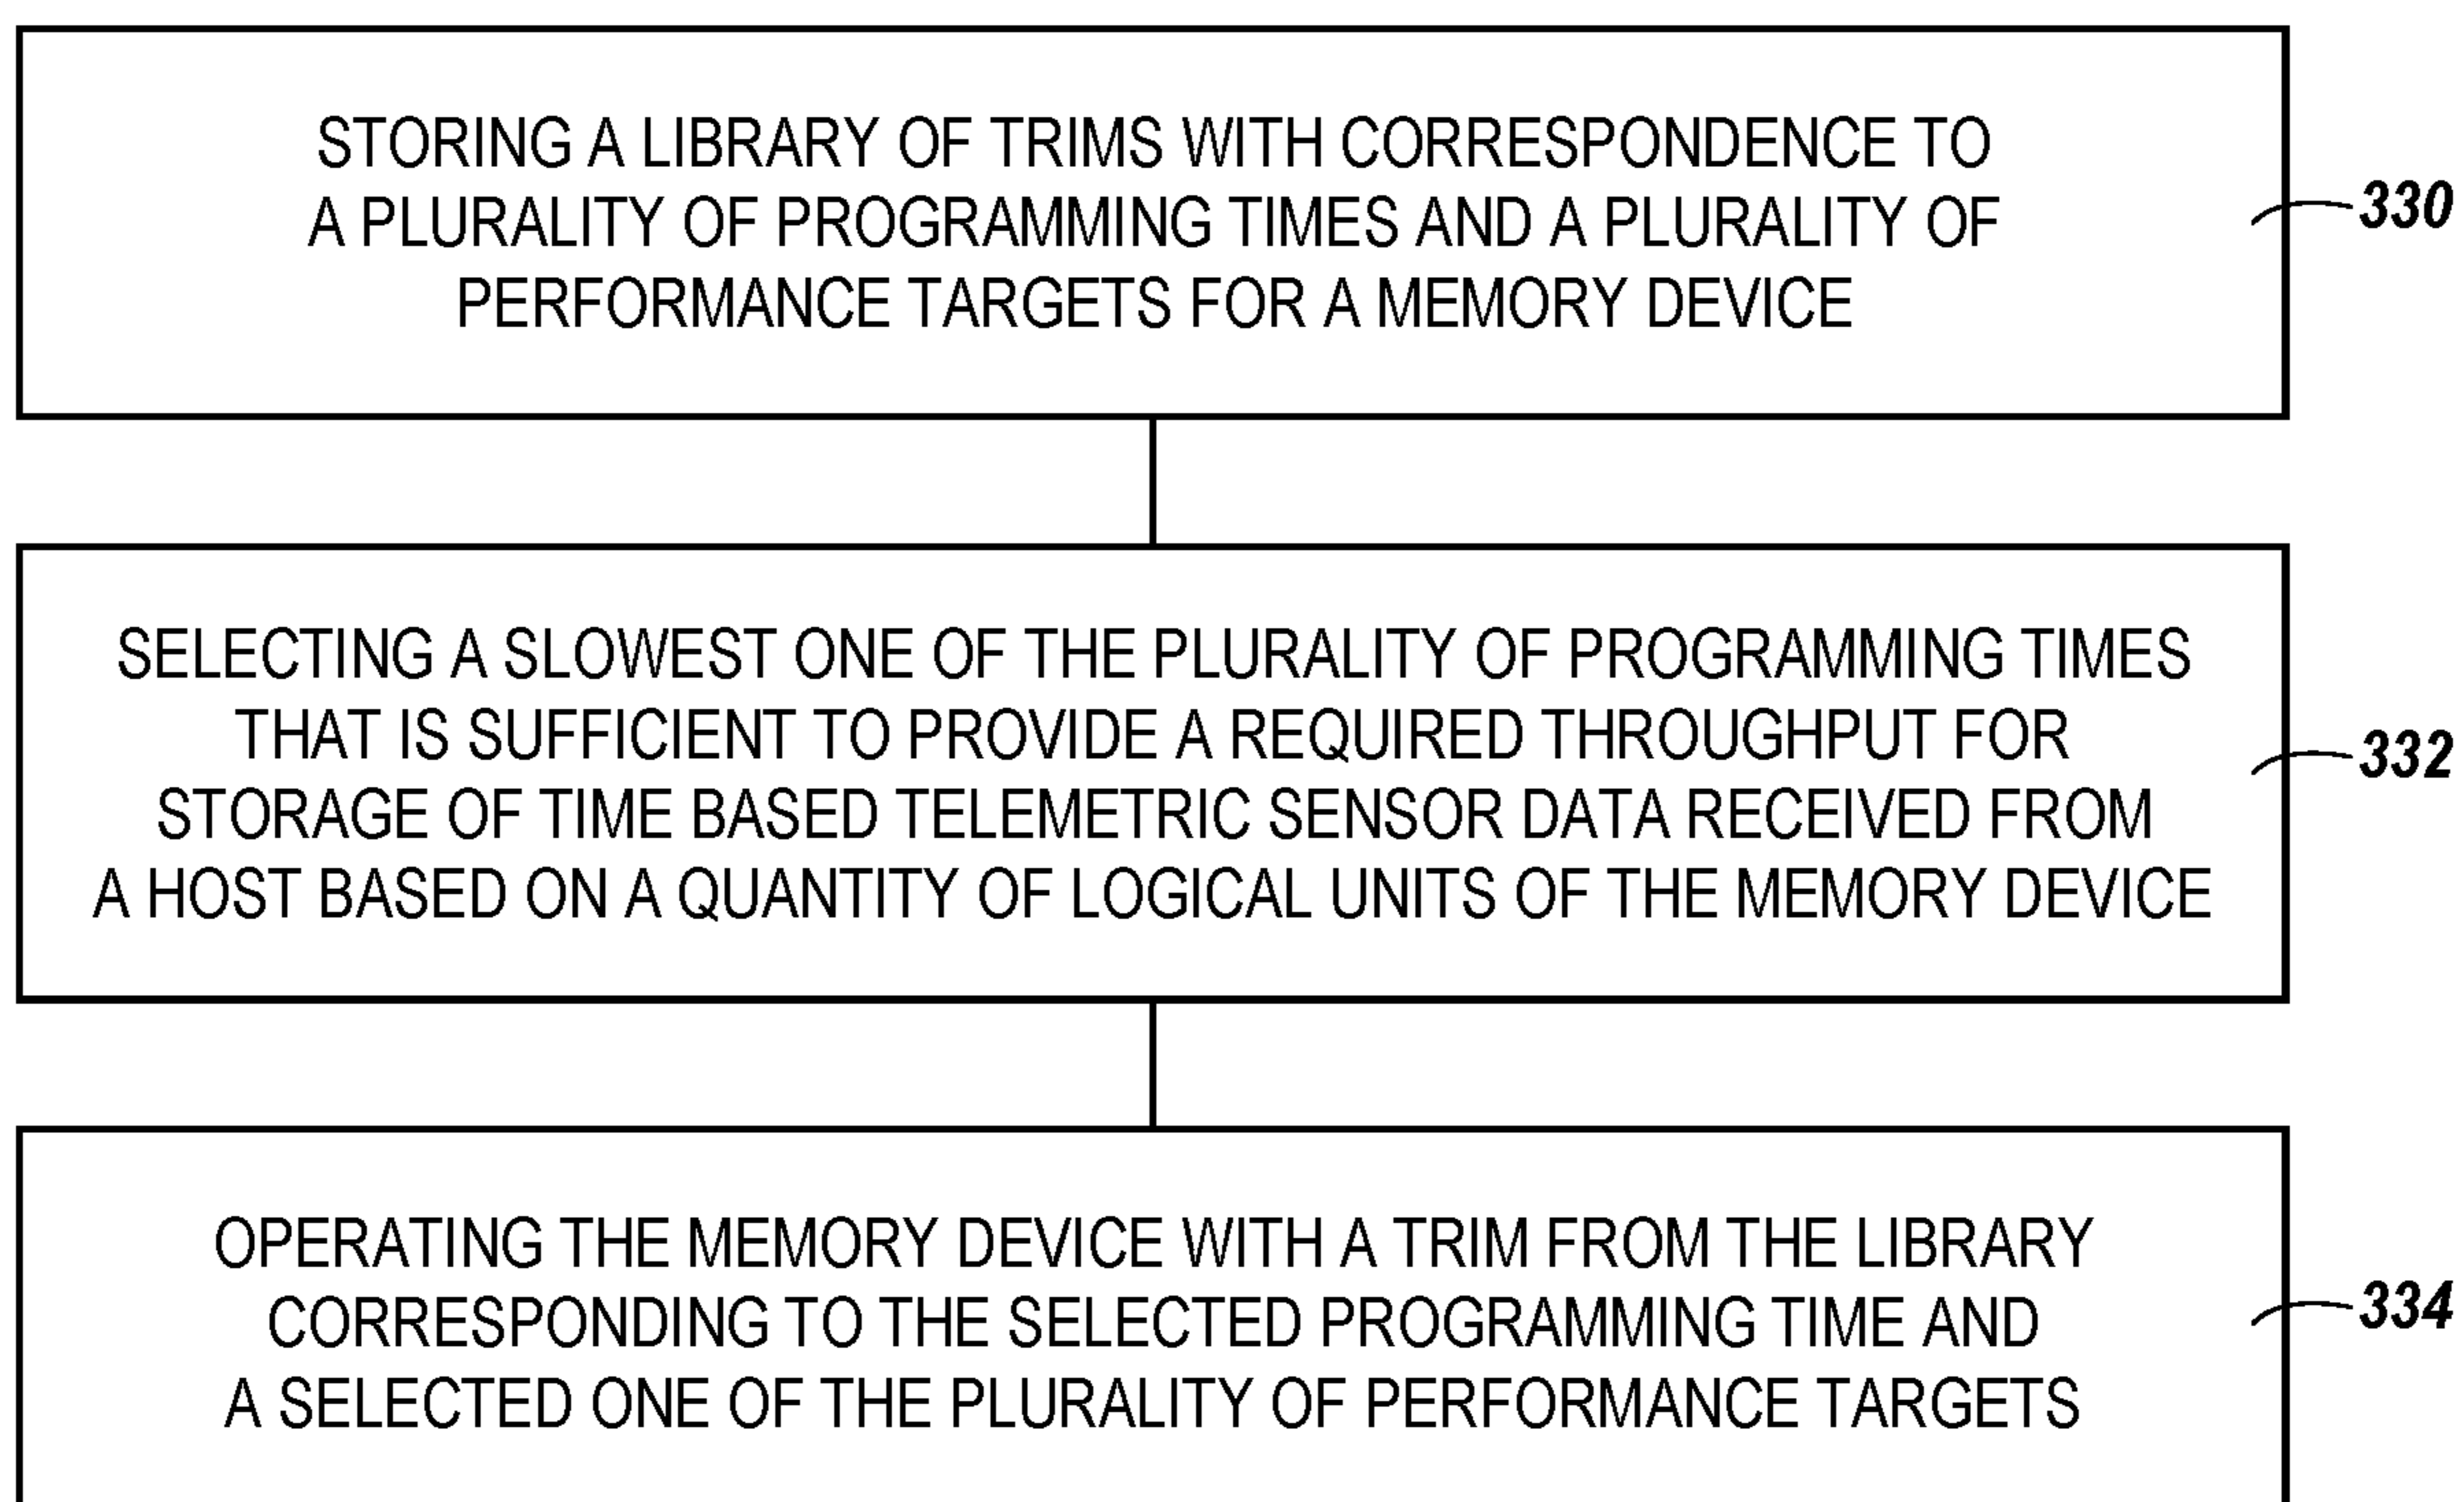 STORING A LIBRARY OF TRIMS WITH CORRESPONDENCE TO
A PLURALITY OF PROGRAMMING TIMES AND A PLURALITY OF
PERFORMANCE TARGETS FOR A MEMORY DEVICE
330
SELECTING A SLOWEST ONE OF THE PLURALITY OF PROGRAMMING TIMES
THAT IS SUFFICIENT TO PROVIDE A REQUIRED THROUGHPUT FOR
STORAGE OF TIME BASED TELEMETRIC SENSOR DATA RECEIVED FROM
A HOST BASED ON A QUANTITY OF LOGICAL UNITS OF THE MEMORY DEVICE
332
OPERATING THE MEMORY DEVICE WITH A TRIM FROM THE LIBRARY
CORRESPONDING TO THE SELECTED PROGRAMMING TIME AND
A SELECTED ONE OF THE PLURALITY OF PERFORMANCE TARGETS
334